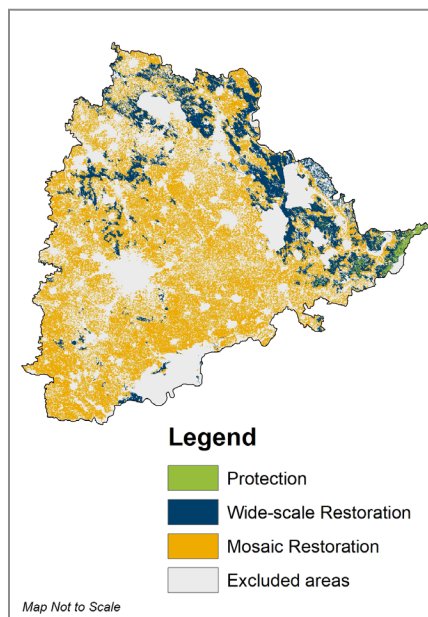 Legend
Protection
Wide-scale Restoration
Mosaic Restoration
Excluded areas
Map Not to Scale